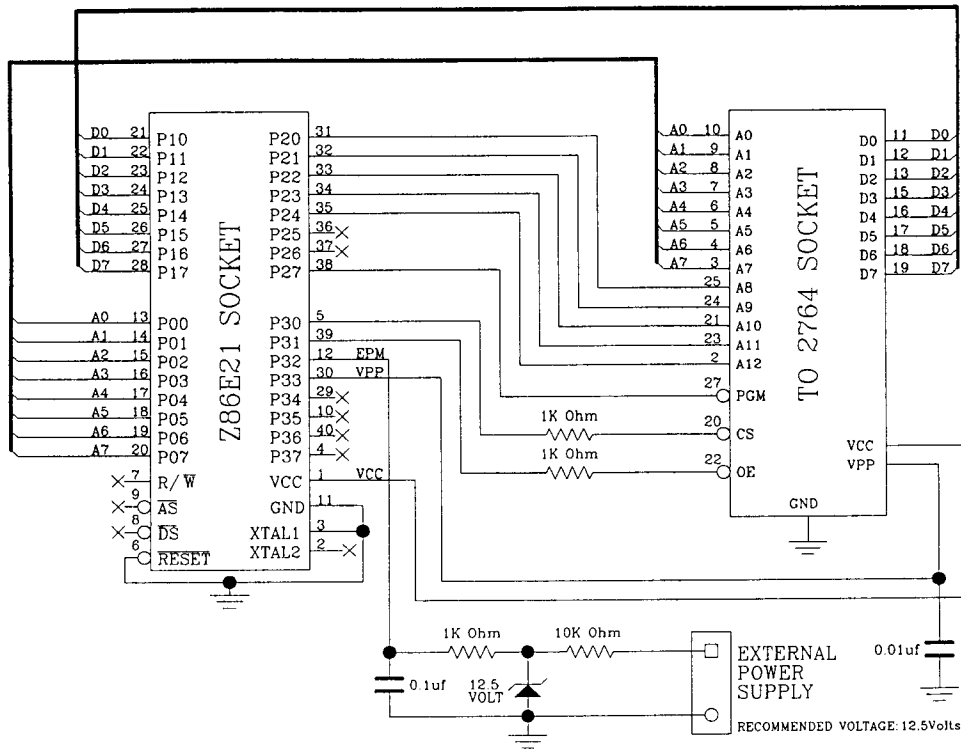 D0 21 P10 P20 31
D1 22 P11 P21 32
D2 23 P12 P22 33
D3 24 P13 P23 34
D4 25 P14 P24 35
D5 26 P15 P25 36
D6 27 P16 P26 37
D7 28 P17 P27 38
A0 13 P00 P30 5
A1 14 P01 P31 39
A2 15 P02 P32 12 EPM
A3 16 P03 P33 30 VPP
A4 17 P04 P34 29
A5 18 P05 P35 10
A6 19 P06 P36 40
A7 20 P07 P37 4
7 R/W VCC 1 VCC
9 AS GND 11
8 DS XTAL1 3
6 RESET XTAL2 2
Z86E21 SOCKET
A0 10 A0 D0 11 D0
A1 9 A1 D1 12 D1
A2 8 A2 D2 13 D2
A3 7 A3 D3 15 D3
A4 6 A4 D4 16 D4
A5 5 A5 D5 17 D5
A6 4 A6 D6 18 D6
A7 3 A7 D7 19 D7
25 A8
24 A9
21 A10
23 A11
2 A12
27 PGM
1K Ohm 20 CS
1K Ohm 22 OE
VCC
VPP
GND
TO 2764 SOCKET
1K Ohm
10K Ohm
0.1uf
12.5
VOLT
EXTERNAL
POWER
SUPPLY
0.01uf
RECOMMENDED VOLTAGE: 12.5Volts